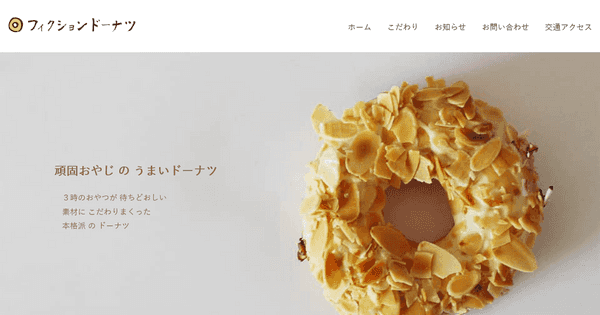 フィクションドーナツ
ホーム こだわり お知らせ お問い合わせ 交通アクセス
頑固おやじ の うまいドーナツ
３時のおやつが 待ちどおしい
素材に こだわりまくった
本格派 の ドーナツ